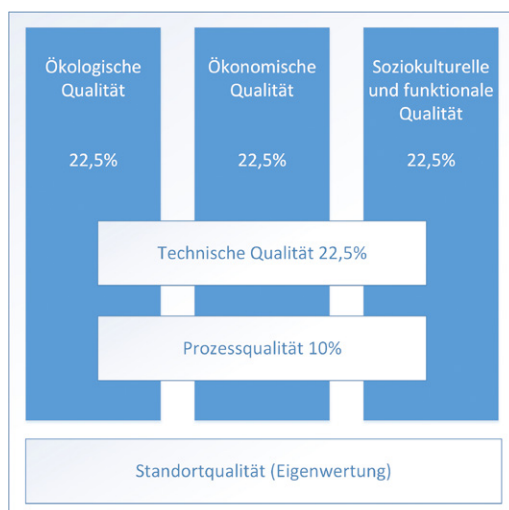 Ökologische
Qualität
22,5%
Ökonomische
Qualität
22,5%
Soziokulturelle
und funktionale
Qualität
22,5%
Technische Qualität 22,5%
Prozessqualität 10%
Standortqualität (Eigenwertung)